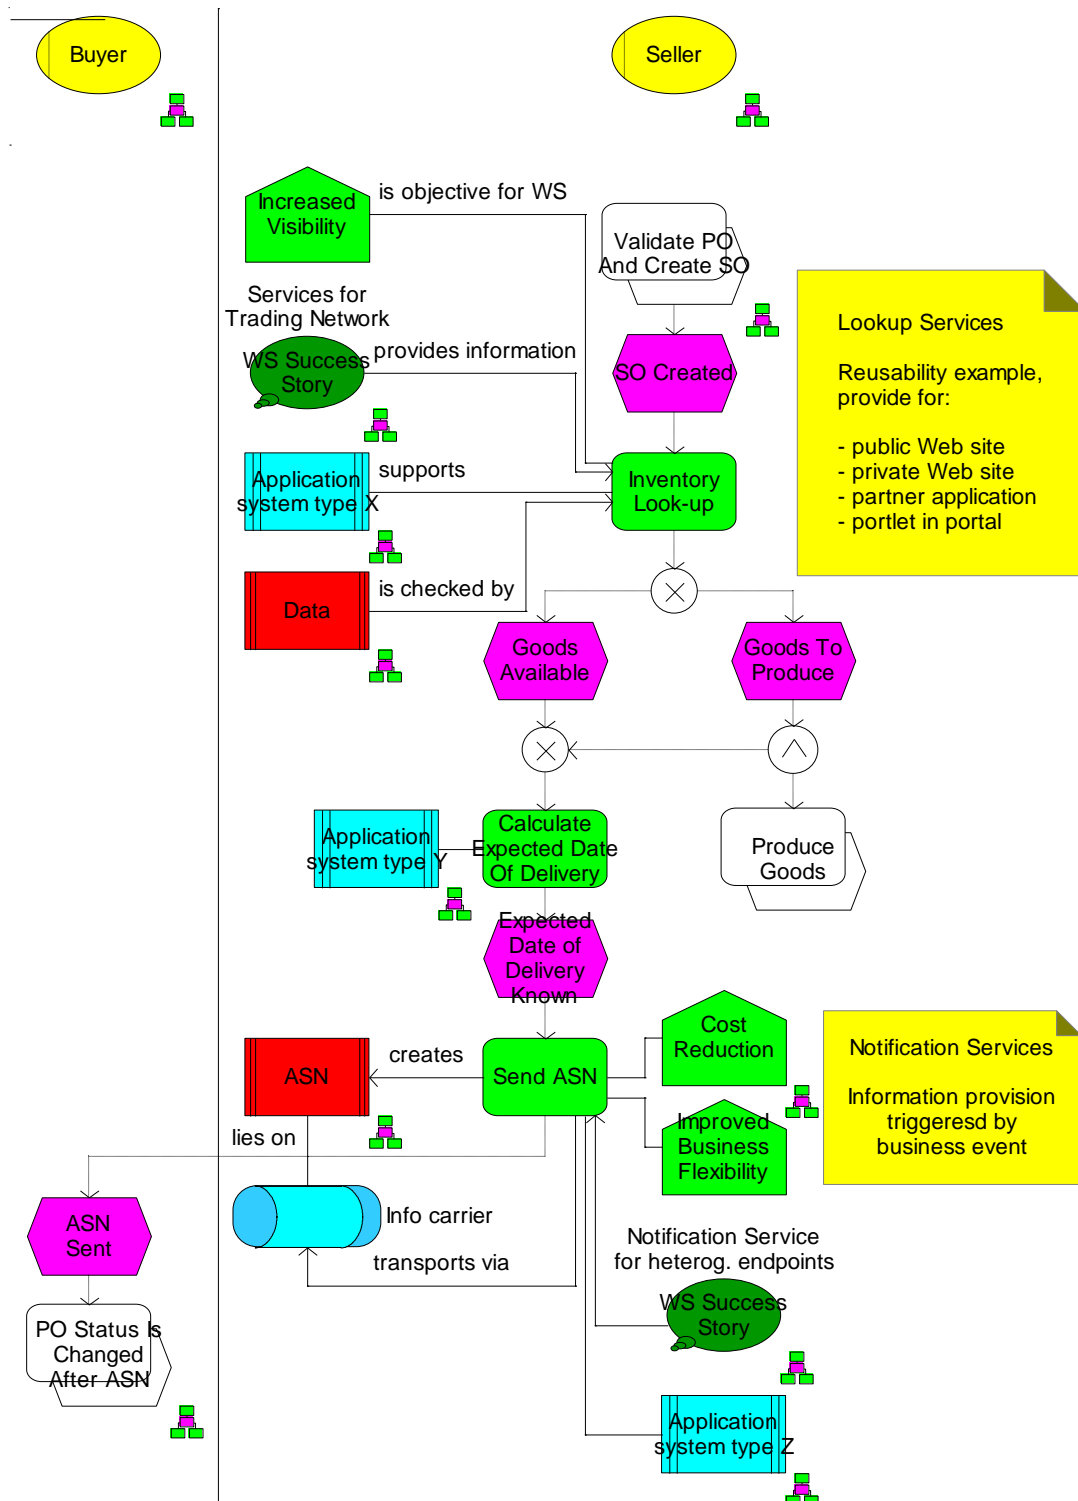 Buyer
Seller
Increased
Visibility
is objective for WS
Validate PO
And Create SO
Services for
Trading Network
WS Success
Story
provides information
SO Created
Lookup Services
Reusability example,
provide for:
- public Web site
- private Web site
- partner application
- portlet in portal
Application
system type X
supports
Inventory
Look-up
Data
is checked by
Goods
Available
Goods To
Produce
Application
system type Y
Calculate
Expected Date
Of Delivery
Produce
Goods
Expected
Date of
Delivery
Known
Cost
Reduction
Notification Services
Information provision
triggeresd by
business event
ASN
creates
Send ASN
Improved
Business
Flexibility
lies on
ASN
Sent
Info carrier
transports via
Notification Service
for heterog. endpoints
WS Success
Story
PO Status Is
Changed
After ASN
Application
system type Z